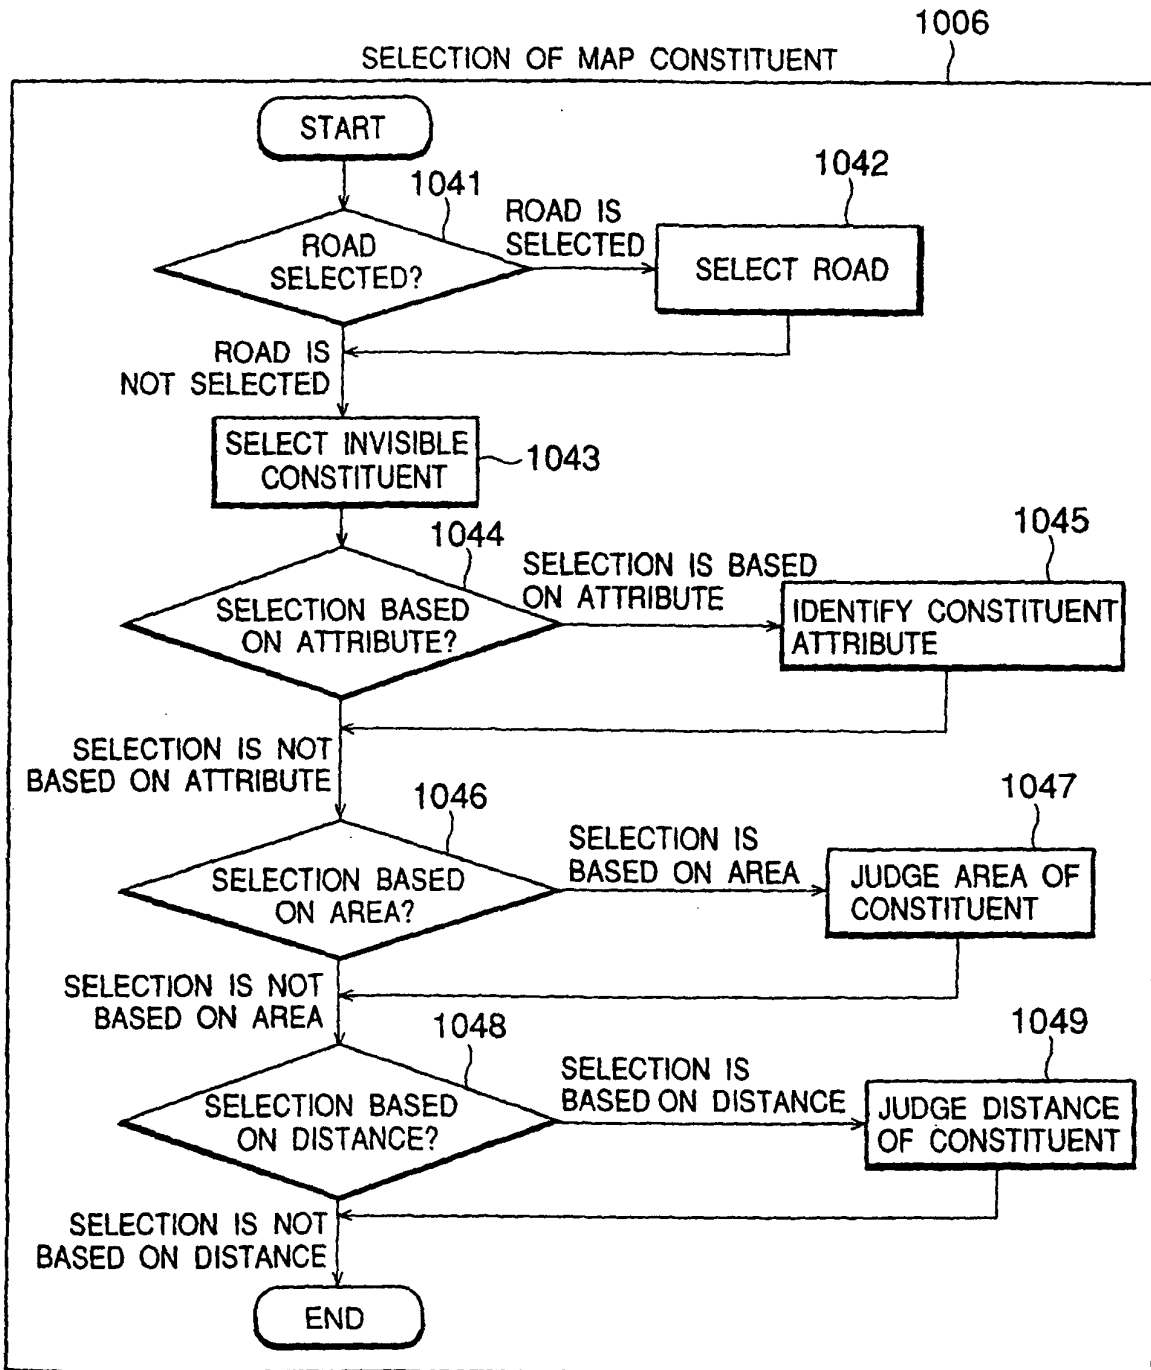 1006
SELECTION OF MAP CONSTITUENT
START
1041
ROAD
SELECTED?
ROAD IS
SELECTED
1042
SELECT ROAD
ROAD IS
NOT SELECTED
SELECT INVISIBLE
CONSTITUENT
1043
1044
SELECTION BASED
ON ATTRIBUTE?
SELECTION IS BASED
ON ATTRIBUTE
1045
IDENTIFY CONSTITUENT
ATTRIBUTE
SELECTION IS NOT
BASED ON ATTRIBUTE
1046
SELECTION BASED
ON AREA?
SELECTION IS
BASED ON AREA
1047
JUDGE AREA OF
CONSTITUENT
SELECTION IS NOT
BASED ON AREA
1048
SELECTION BASED
ON DISTANCE?
SELECTION IS
BASED ON DISTANCE
1049
JUDGE DISTANCE
OF CONSTITUENT
SELECTION IS NOT
BASED ON DISTANCE
END